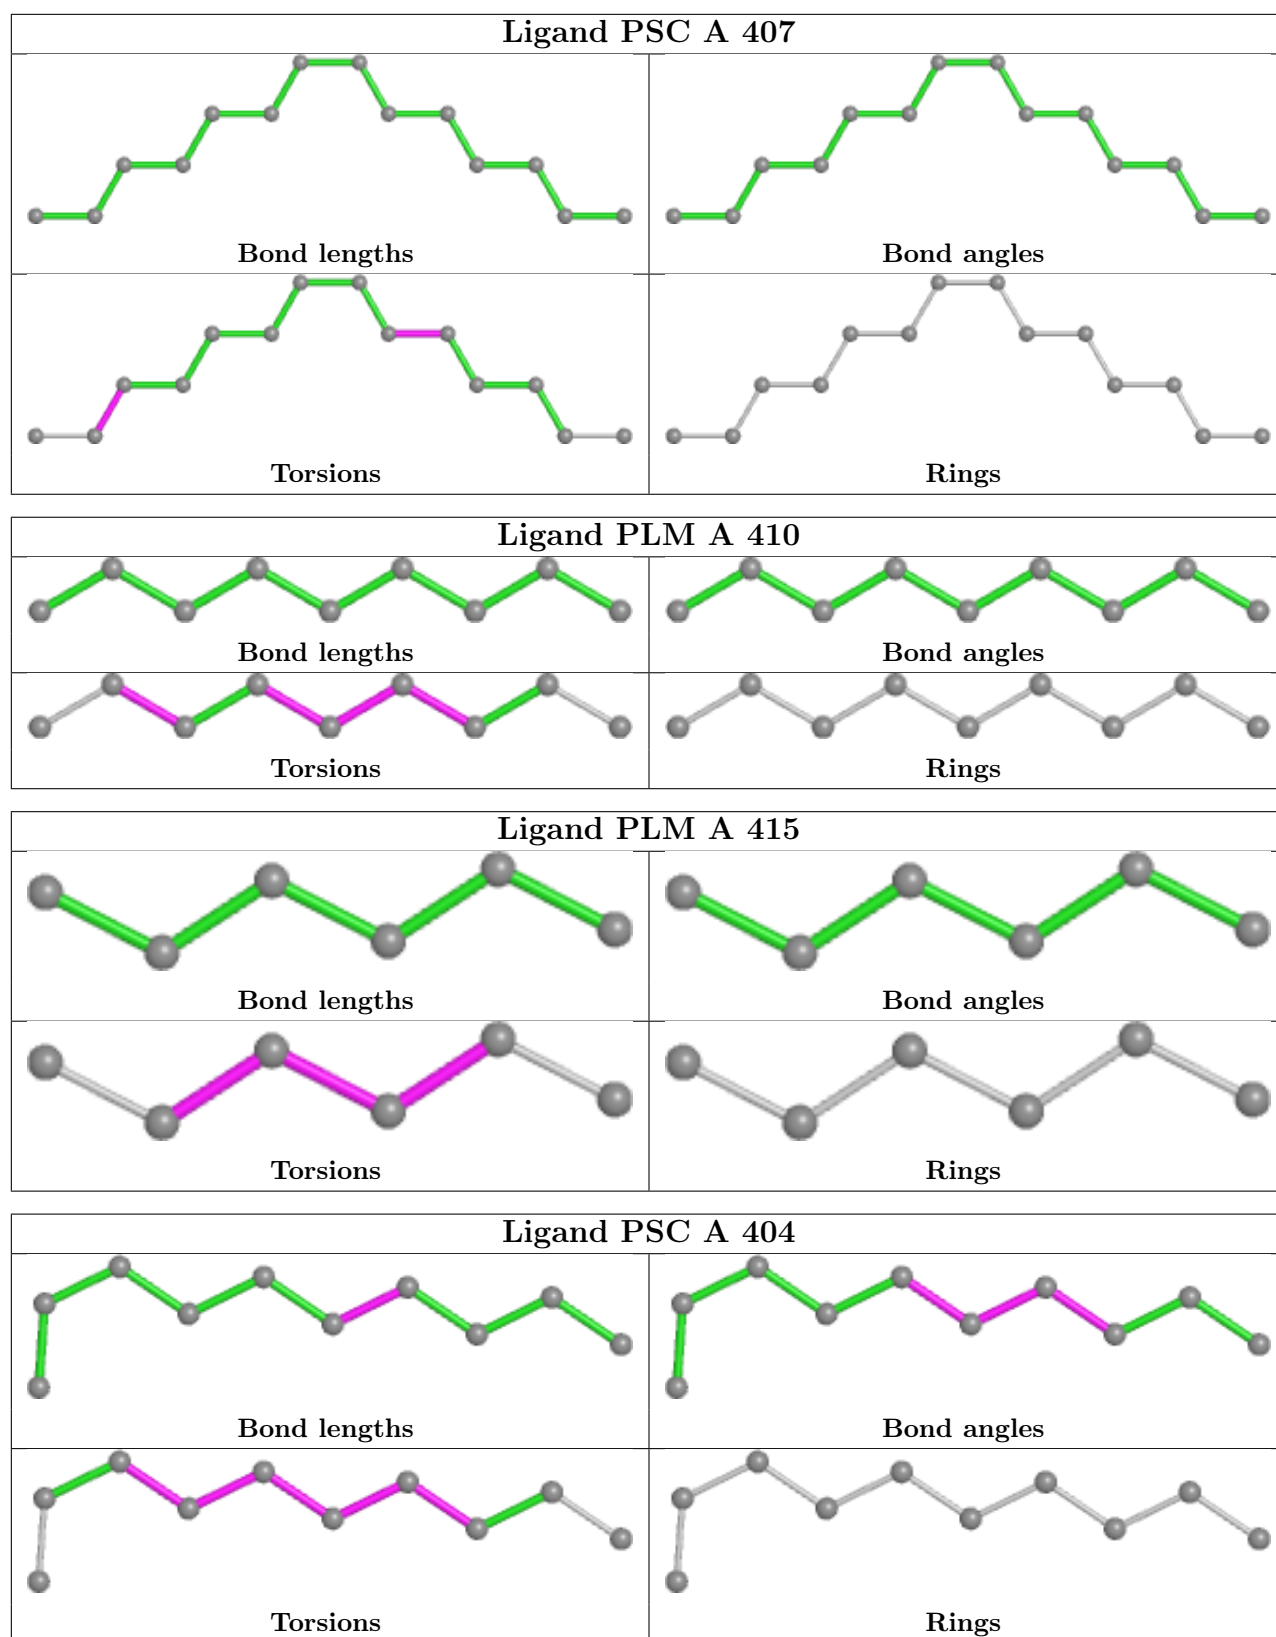 Ligand PSC A 407
Bond lengths
Bond angles
Torsions
Rings
Ligand PLM A 410
Bond lengths
Bond angles
Torsions
Rings
Ligand PLM A 415
Bond lengths
Bond angles
Torsions
Rings
Ligand PSC A 404
Bond lengths
Bond angles
Torsions
Rings